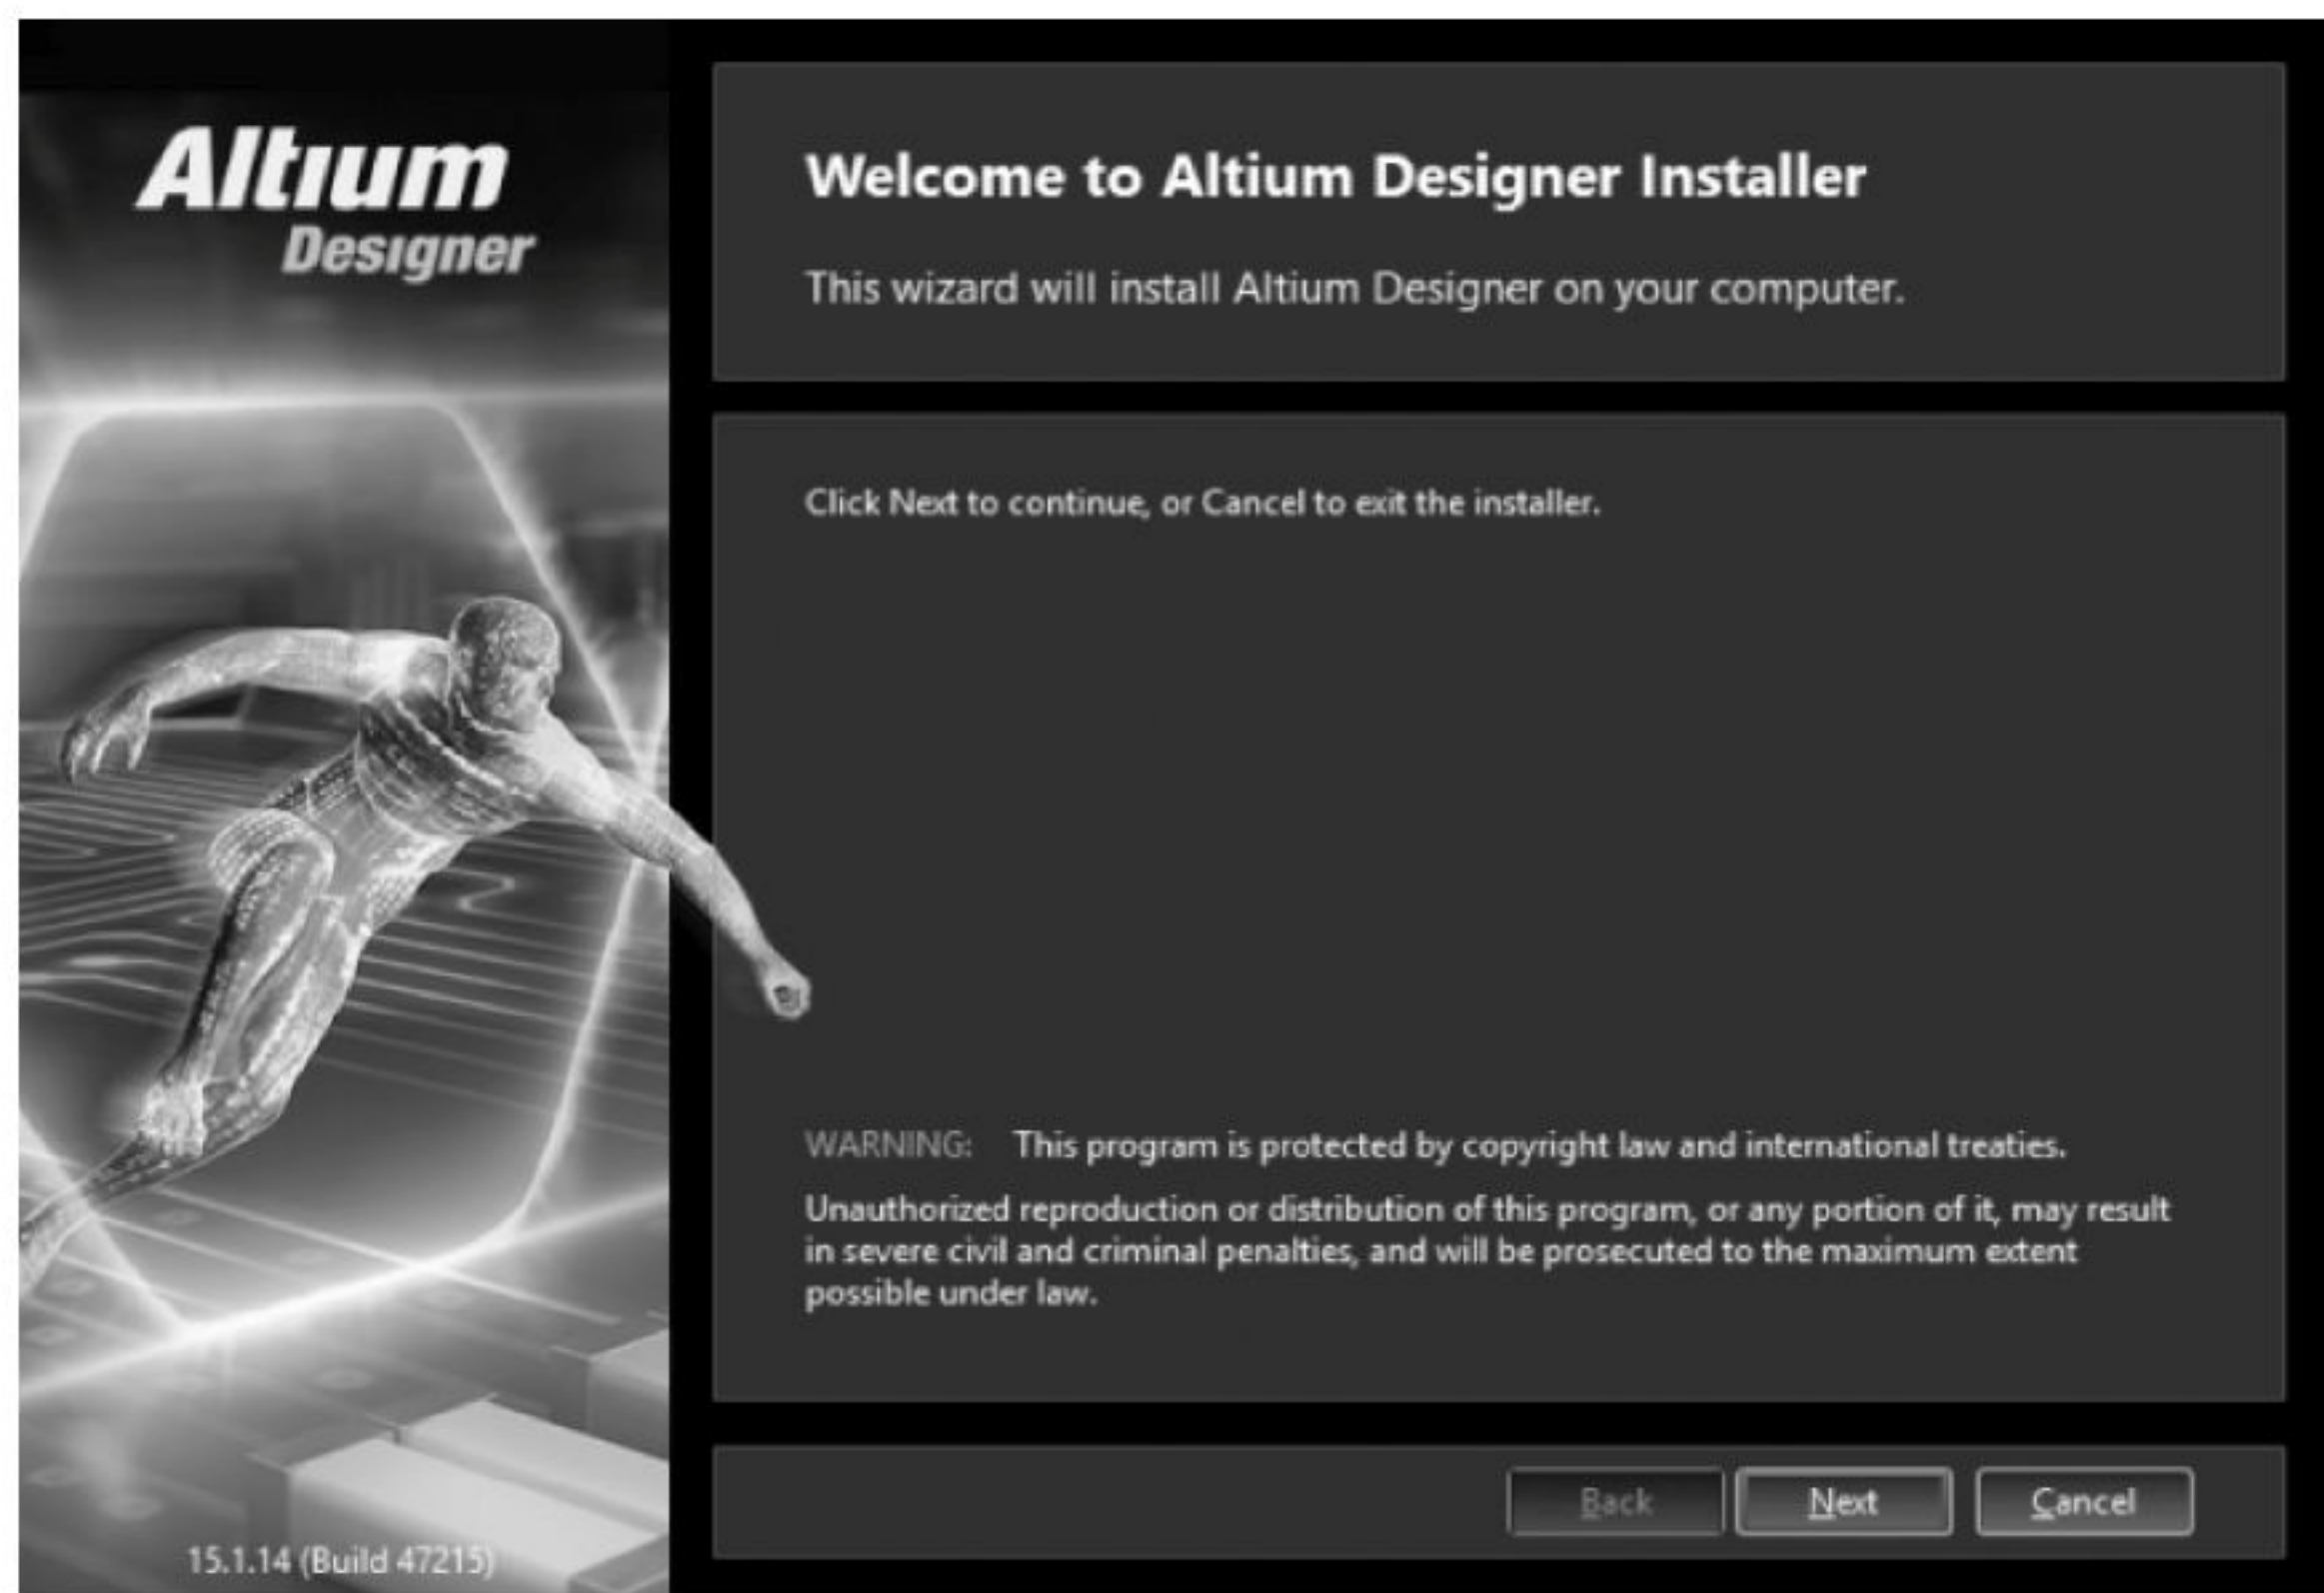 Altium
Designer
Welcome to Altium Designer Installer
This wizard will install Altium Designer on your computer.
Click Next to continue, or Cancel to exit the installer.
WARNING: This program is protected by copyright law and international treaties.
Unauthorized reproduction or distribution of this program, or any portion of it, may result
in severe civil and criminal penalties, and will be prosecuted to the maximum extent
possible under law.
Back Next Cancel
15.1.14 (Build 47215)